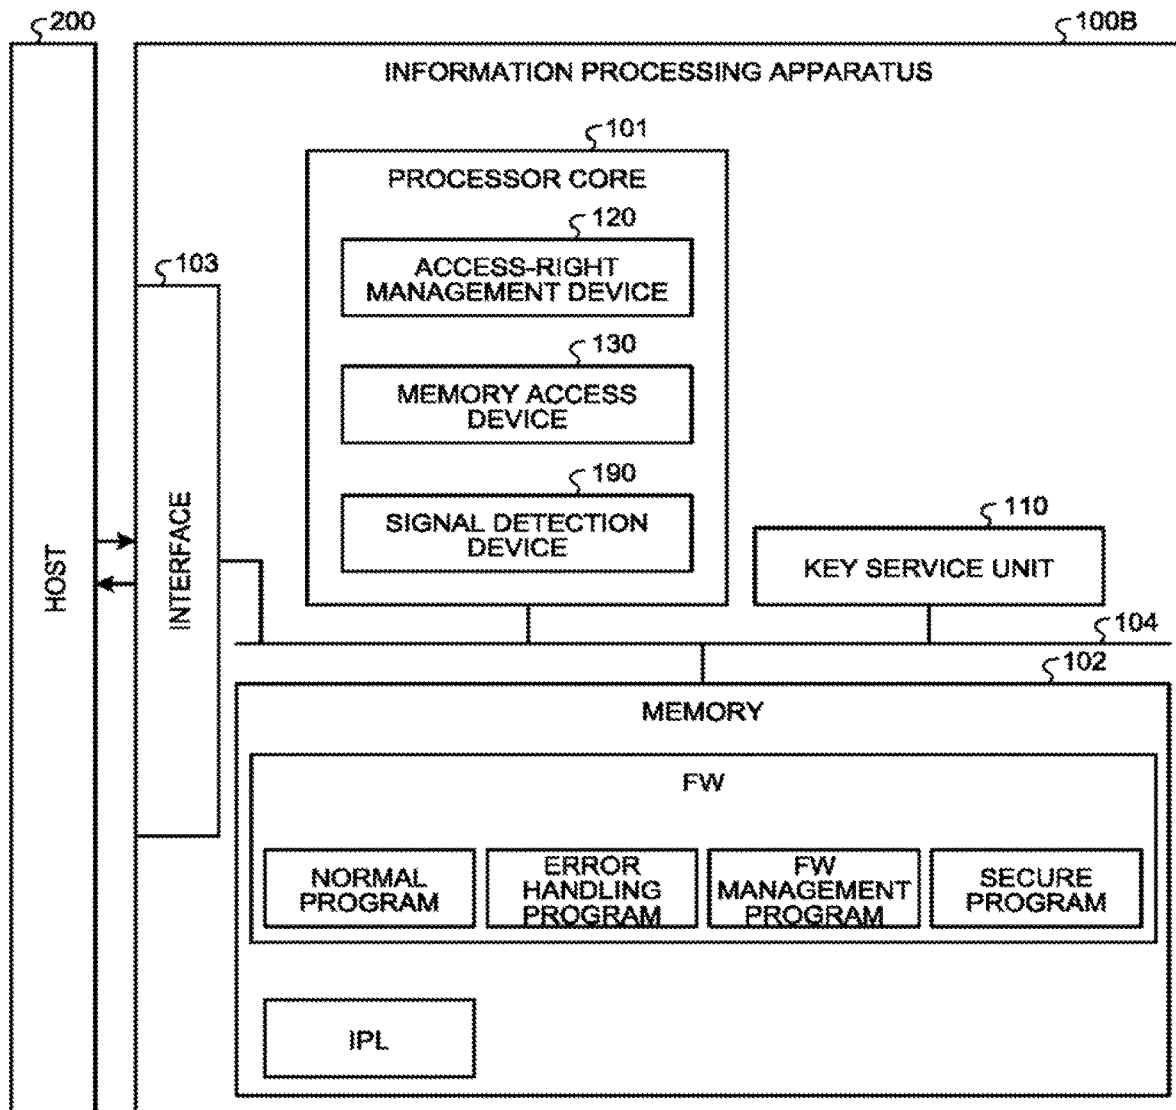 200
100B
INFORMATION PROCESSING APPARATUS
101
PROCESSOR CORE
120
ACCESS-RIGHT
MANAGEMENT DEVICE
103
130
MEMORY ACCESS
DEVICE
190
SIGNAL DETECTION
DEVICE
110
KEY SERVICE UNIT
HOST
INTERFACE
104
102
MEMORY
FW
NORMAL
PROGRAM
ERROR
HANDLING
PROGRAM
FW
MANAGEMENT
PROGRAM
SECURE
PROGRAM
IPL